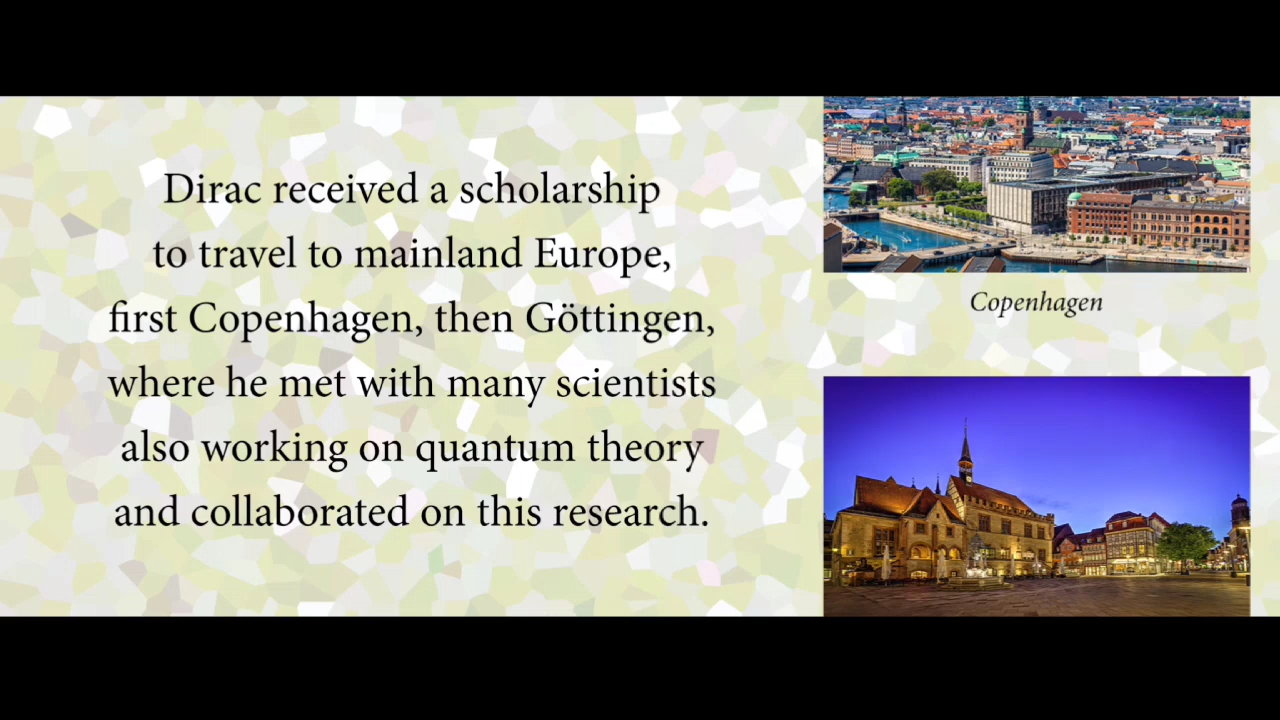 Dirac received a scholarship
to travel to mainland Europe,
first Copenhagen, then Göttingen,
where he met with many scientists
also working on quantum theory
and collaborated on this research.
Copenhagen